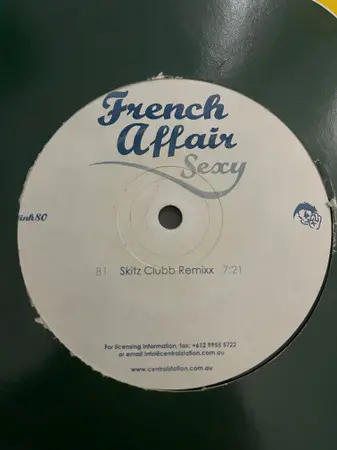 French
Affair
Sexy
B1 Skitz Clubb Remixx 7:21
For licensing information, fax: +612 9955 5722
or email info@centralstation.com.au
www.centralstation.com.au